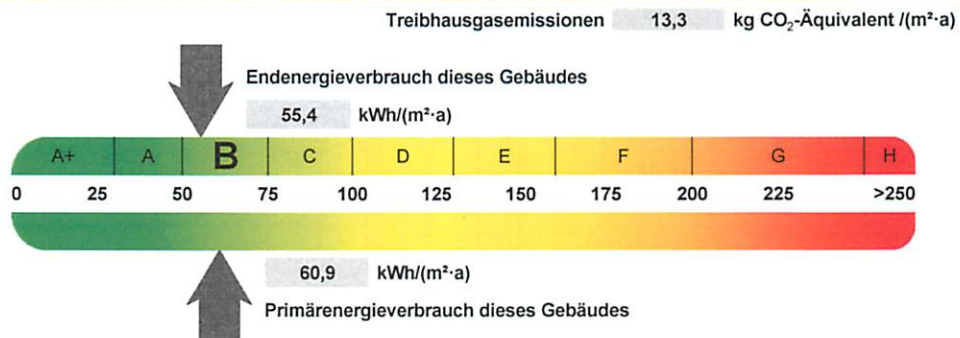 Treibhausgasemissionen 13,3 kg CO₂-Äquivalent /(m²·a)
Endenergieverbrauch dieses Gebäudes
55,4 kWh/(m²·a)
A+ A B C D E F G H
0 25 50 75 100 125 150 175 200 225 >250
60,9 kWh/(m²·a)
Primärenergieverbrauch dieses Gebäudes